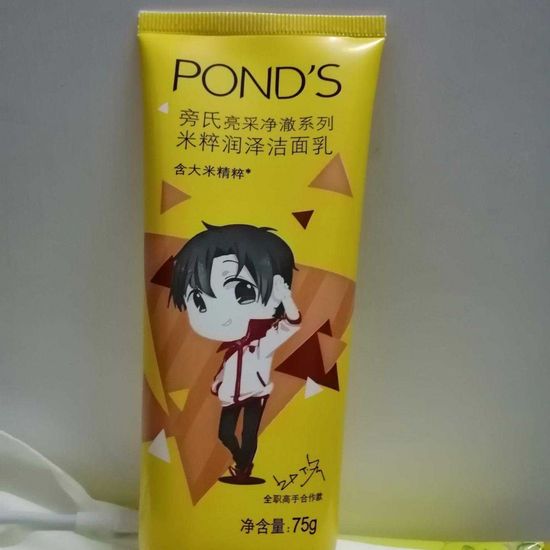 POND'S
旁氏亮采净澈系列
米粹润泽洁面乳
含大米精粹*
全职高手合作款
净含量:75g